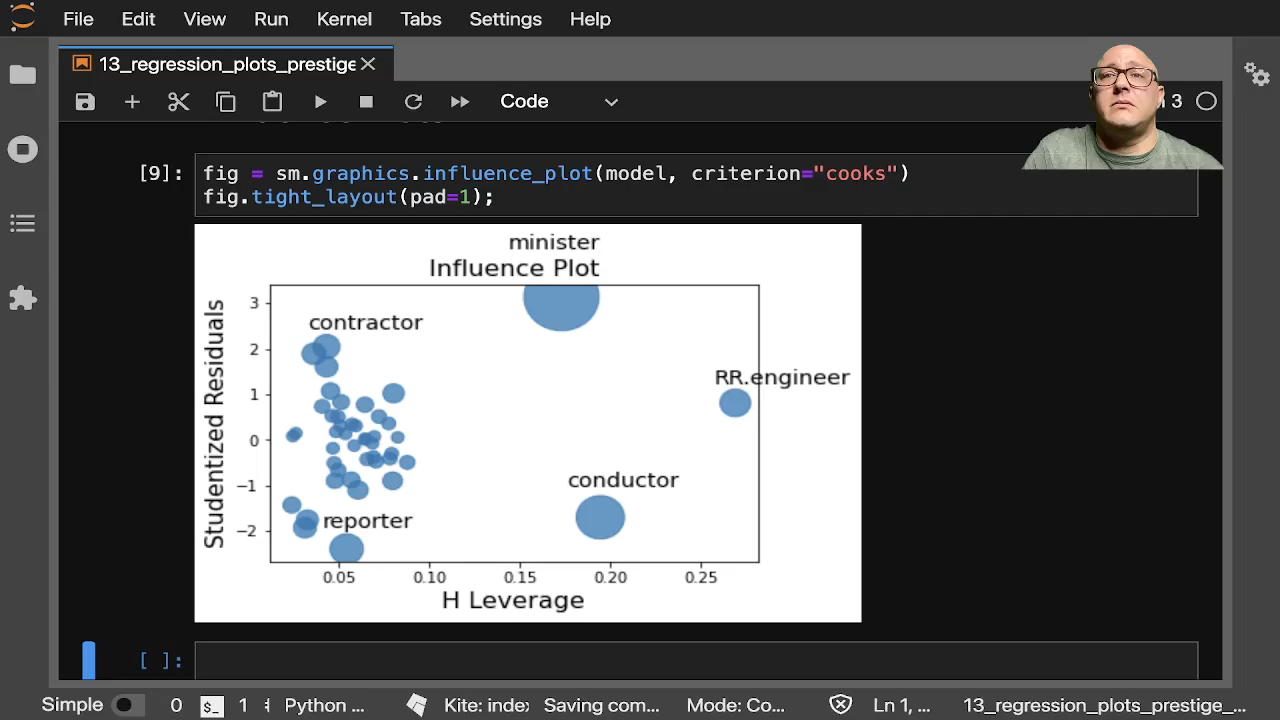 File Edit View Run Kernel Tabs Settings Help
13_regression_plots_prestige
Code
3
[9]: fig = sm.graphics.influence_plot(model, criterion="cooks")
fig.tight_layout(pad=1);
minister
Influence Plot
contractor
RR.engineer
conductor
reporter
Studentized Residuals
3
2
1
0
−1
−2
0.05 0.10 0.15 0.20 0.25
H Leverage
[ ]:
Simple 0 $_ 1 Python ... Kite: index Saving com... Mode: Co... Ln 1, ... 13_regression_plots_prestige_...